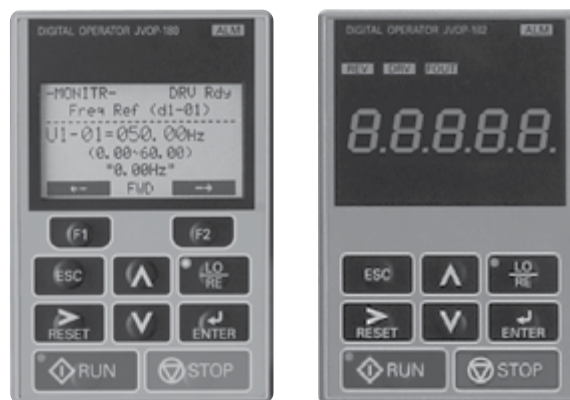 DIGITAL OPERATOR JVOP-180 ALM
-MONITR- DRV Rdy
Freq Ref (d1-01)
U1-01=050.00Hz
(0.00~60.00)
"0.00Hz"
←- FWD -→
F1 F2
ESC ∧ LO/RE
> RESET ∨ ENTER
RUN STOP
DIGITAL OPERATOR JVOP-182 ALM
REV DRV FOUT
8.8.8.8.8.
ESC ∧ LO/RE
> RESET ∨ ENTER
RUN STOP